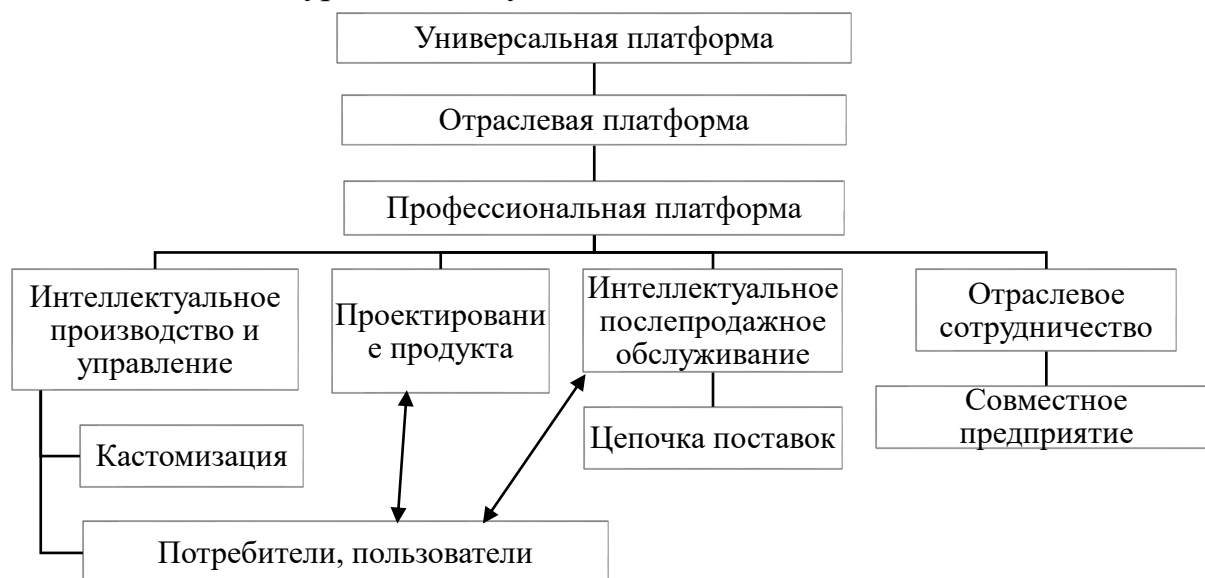 Универсальная платформа
Отраслевая платформа
Профессиональная платформа
Интеллектуальное
производство и
управление
Проектировани
е продукта
Интеллектуальное
послепродажное
обслуживание
Отраслевое
сотрудничество
Кастомизация
Цепочка поставок
Совместное
предприятие
Потребители, пользователи